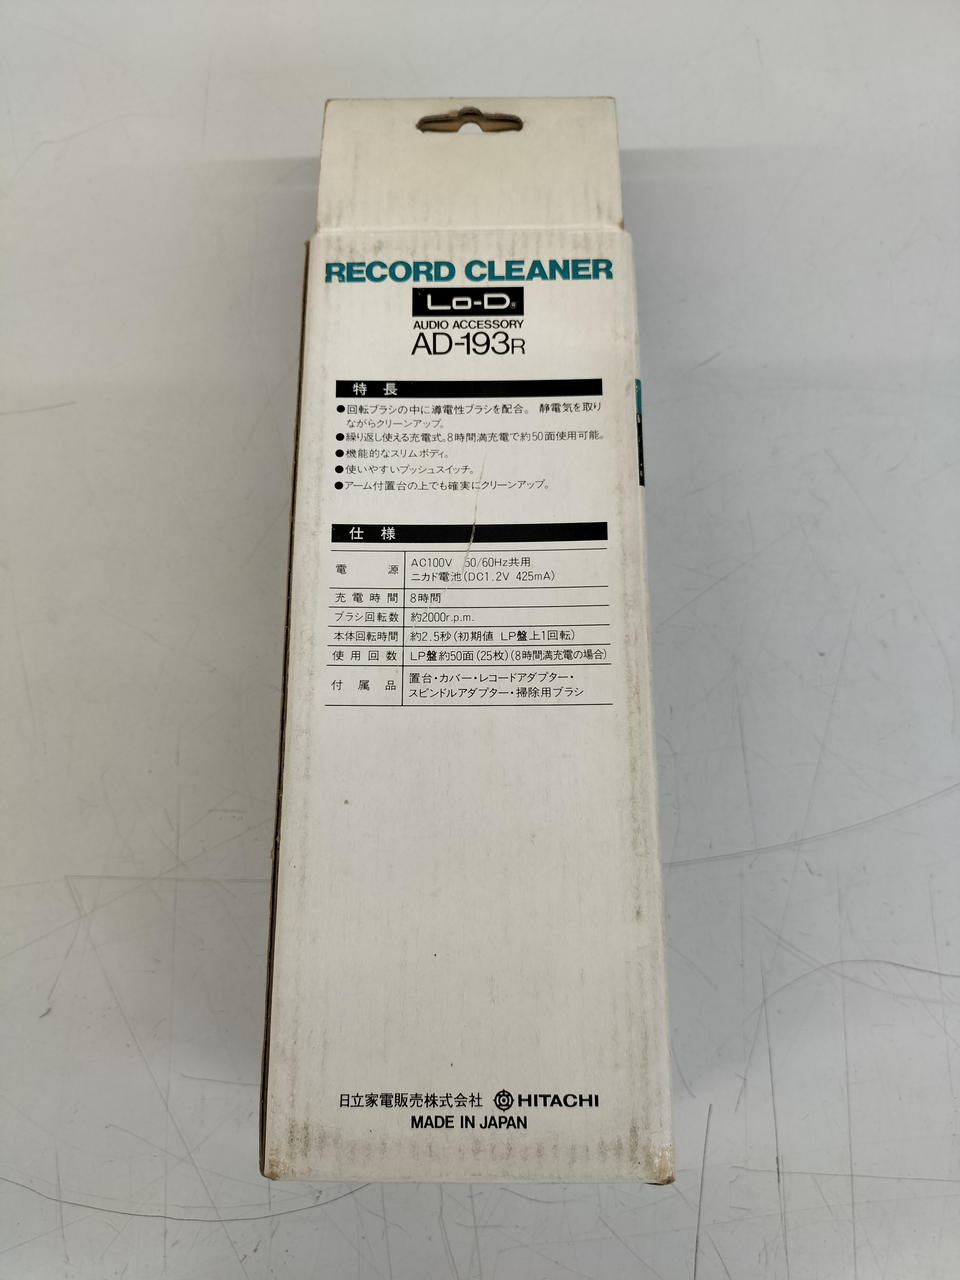 RECORD CLEANER
Lo-D®
AUDIO ACCESSORY
AD-193R
特長
●回転ブラシの中に導電性ブラシを配合。静電気を取り
ながらクリーンアップ。
●繰り返し使える充電式。8時間満充電で約50面使用可能。
●機能的なスリムボディ。
●使いやすいプッシュスイッチ。
●アーム付置台の上でも確実にクリーンアップ。
仕様
電源 AC100V 50/60Hz共用
ニカド電池(DC1.2V 425mA)
充電時間 8時間
ブラシ回転数 約2000r.p.m.
本体回転時間 約2.5秒(初期値 LP盤上1回転)
使用回数 LP盤約50面(25枚)(8時間満充電の場合)
付属品 置台・カバー・レコードアダプター・
スピンドルアダプター・掃除用ブラシ
日立家電販売株式会社 HITACHI
MADE IN JAPAN